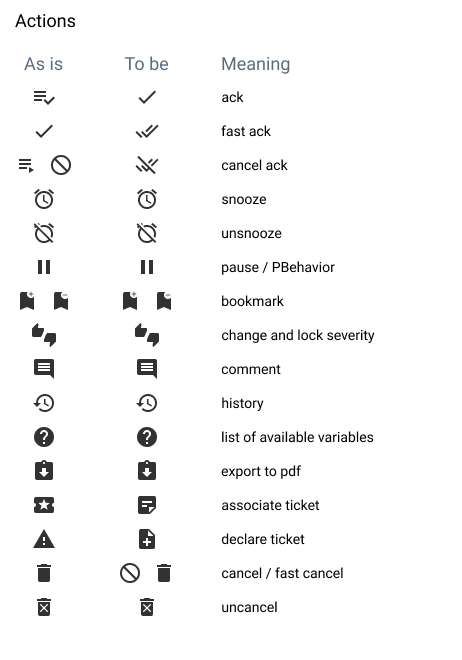 Actions
As is To be Meaning
ack
fast ack
cancel ack
snooze
unsnooze
pause / PBehavior
bookmark
change and lock severity
comment
history
list of available variables
export to pdf
associate ticket
declare ticket
cancel / fast cancel
uncancel